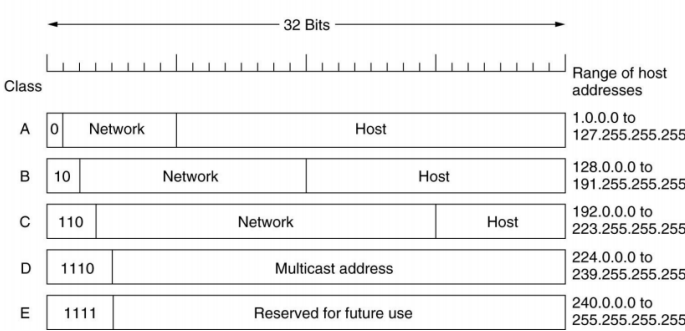 32 Bits
Class
Range of host
addresses
A 0 Network Host 1.0.0.0 to
127.255.255.255
B 10 Network Host 128.0.0.0 to
191.255.255.255
C 110 Network Host 192.0.0.0 to
223.255.255.255
D 1110 Multicast address 224.0.0.0 to
239.255.255.255
E 1111 Reserved for future use 240.0.0.0 to
255.255.255.255